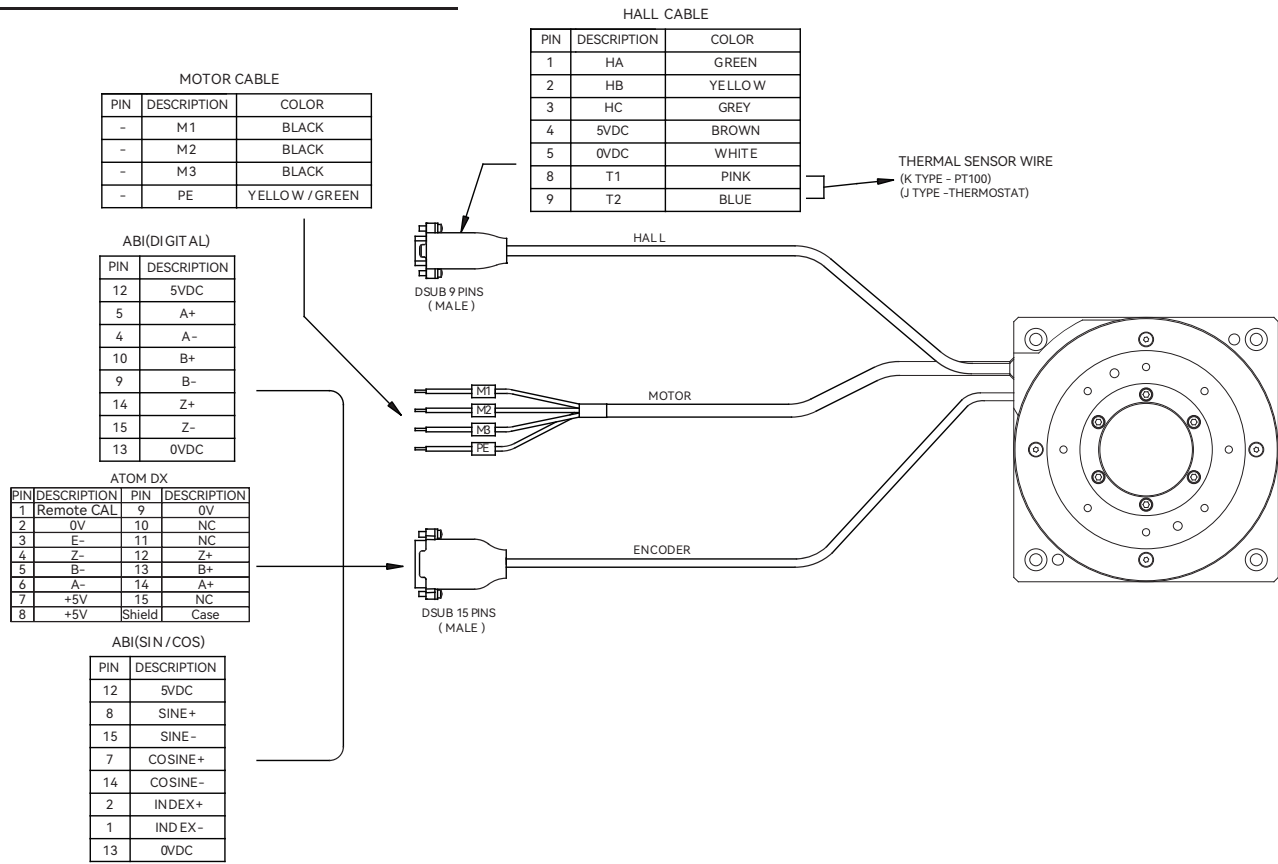 HALL CABLE
PIN DESCRIPTION COLOR
1 HA GREEN
2 HB YELLOW
3 HC GREY
4 5VDC BROWN
5 0VDC WHITE
8 T1 PINK
9 T2 BLUE
THERMAL SENSOR WIRE
(K TYPE - PT100)
(J TYPE -THERMOSTAT)
MOTOR CABLE
PIN DESCRIPTION COLOR
- M1 BLACK
- M2 BLACK
- M3 BLACK
- PE YELLOW / GREEN
ABI(DIGITAL)
PIN DESCRIPTION
12 5VDC
5 A+
4 A-
10 B+
9 B-
14 Z+
15 Z-
13 0VDC
HALL
DSUB 9 PINS
( MALE )
M1
M2
M3
PE
MOTOR
ATOM DX
PIN DESCRIPTION PIN DESCRIPTION
1 Remote CAL 9 0V
2 0V 10 NC
3 E- 11 NC
4 Z- 12 Z+
5 B- 13 B+
6 A- 14 A+
7 +5V 15 NC
8 +5V Shield Case
ENCODER
DSUB 15 PINS
( MALE )
ABI(SIN/COS)
PIN DESCRIPTION
12 5VDC
8 SINE+
15 SINE-
7 COSINE+
14 COSINE-
2 INDEX+
1 INDEX-
13 0VDC